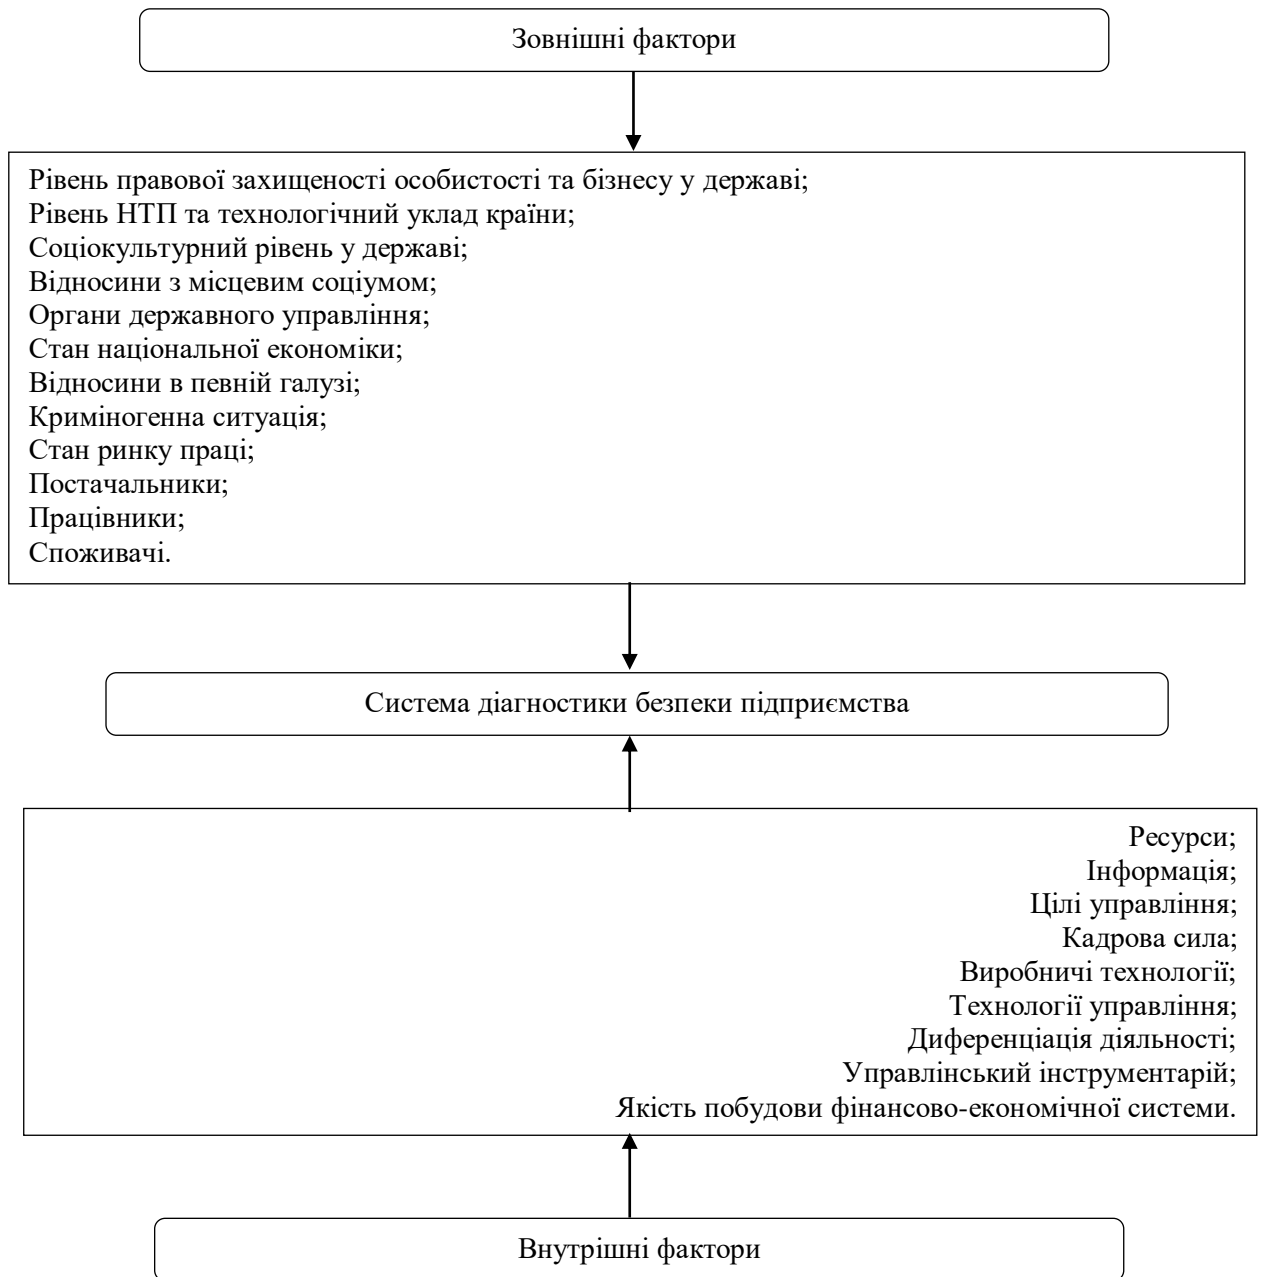 Зовнішні фактори
Рівень правової захищеності особистості та бізнесу у державі;
Рівень НТП та технологічний уклад країни;
Соціокультурний рівень у державі;
Відносини з місцевим соціумом;
Органи державного управління;
Стан національної економіки;
Відносини в певній галузі;
Криміногенна ситуація;
Стан ринку праці;
Постачальники;
Працівники;
Споживачі.
Система діагностики безпеки підприємства
Ресурси;
Інформація;
Цілі управління;
Кадрова сила;
Виробничі технології;
Технології управління;
Диференціація діяльності;
Управлінський інструментарій;
Якість побудови фінансово-економічної системи.
Внутрішні фактори